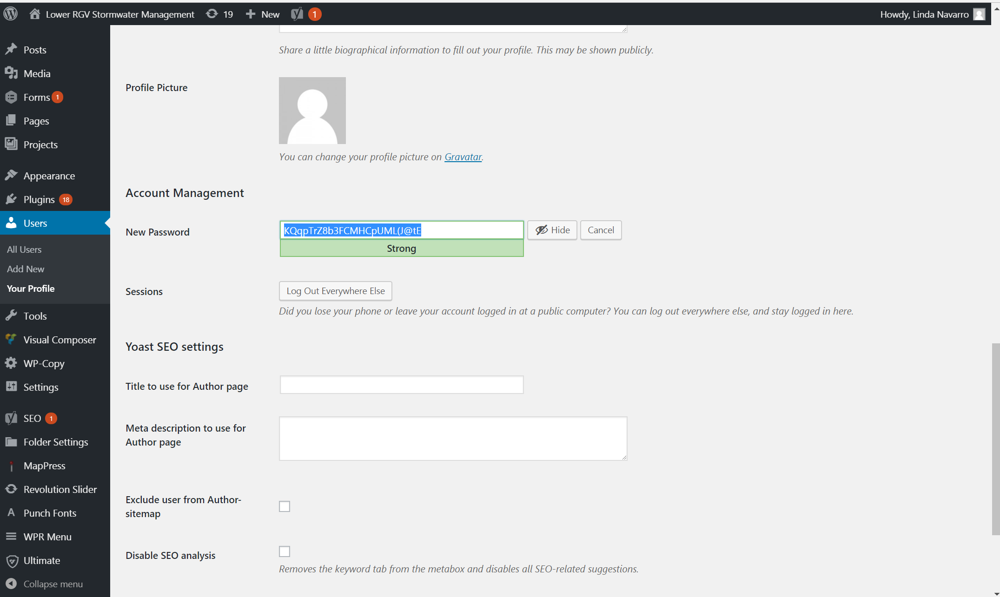 Lower RGV Stormwater Management 19 New 1 Howdy, Linda Navarro
Posts
Media
Forms 1
Pages
Projects
Appearance
Plugins 18
Users
All Users
Add New
Your Profile
Tools
Visual Composer
WP-Copy
Settings
SEO 1
Folder Settings
MapPress
Revolution Slider
Punch Fonts
WPR Menu
Ultimate
Collapse menu
Share a little biographical information to fill out your profile. This may be shown publicly.
Profile Picture
You can change your profile picture on Gravatar.
Account Management
New Password KQqpTrZ8b3FCMHCpUML(J@tE Hide Cancel
Strong
Sessions Log Out Everywhere Else
Did you lose your phone or leave your account logged in at a public computer? You can log out everywhere else, and stay logged in here.
Yoast SEO settings
Title to use for Author page
Meta description to use for
Author page
Exclude user from Author-
sitemap
Disable SEO analysis
Removes the keyword tab from the metabox and disables all SEO-related suggestions.